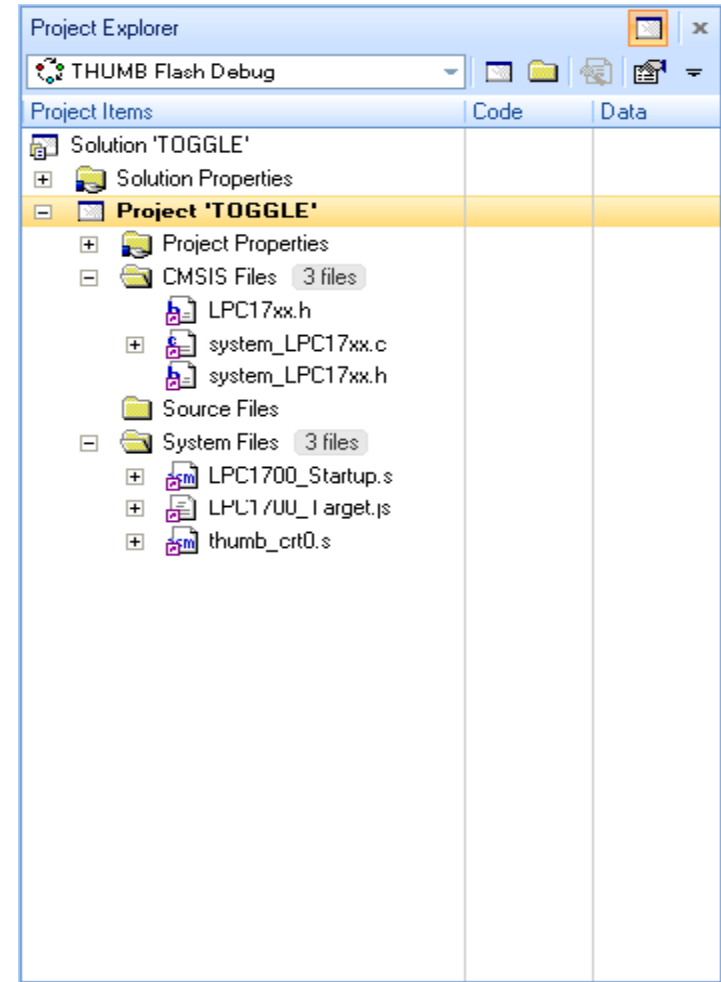 Project Explorer
THUMB Flash Debug
Project Items Code Data
Solution 'TOGGLE'
Solution Properties
Project 'TOGGLE'
Project Properties
CMSIS Files 3 files
LPC17xx.h
system_LPC17xx.c
system_LPC17xx.h
Source Files
System Files 3 files
LPC1700_Startup.s
LPC1700_Target.js
thumb_crt0.s